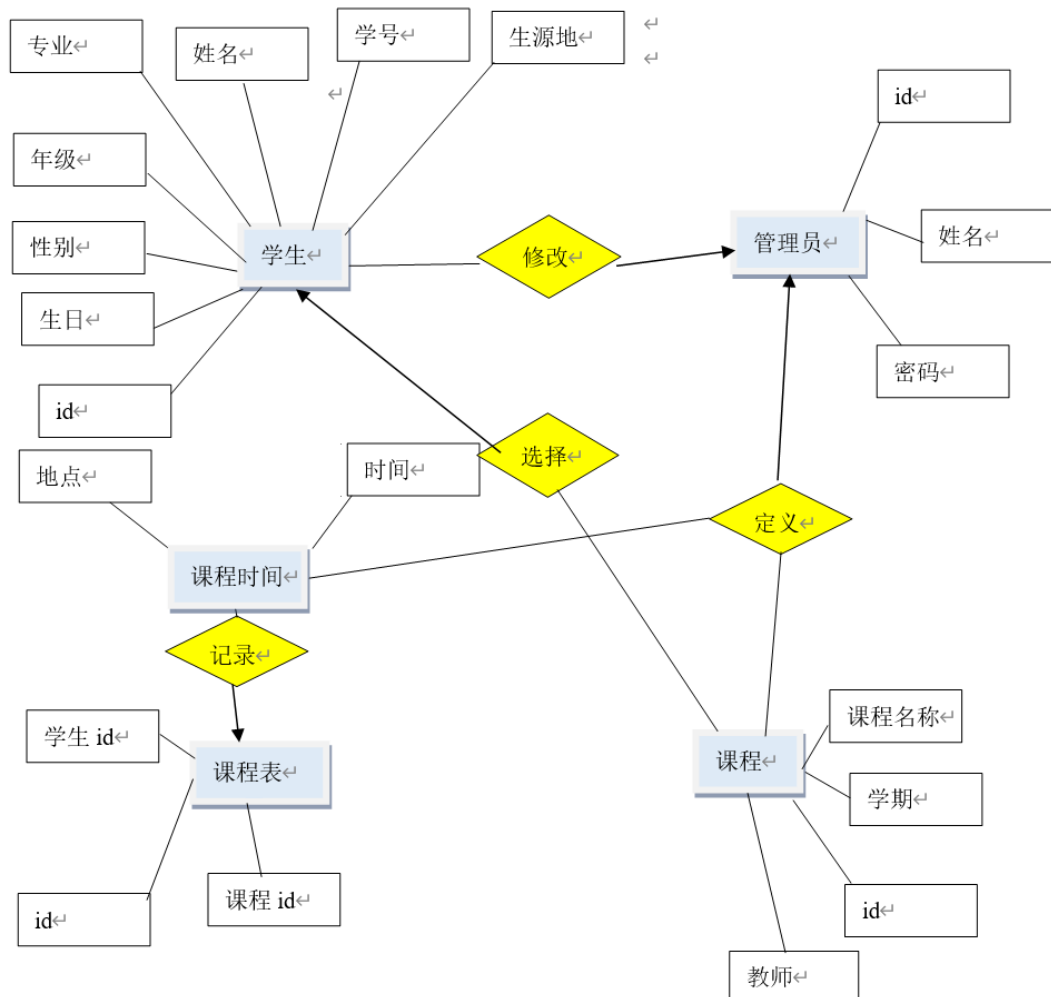 专业
姓名
学号
生源地
id
年级
姓名
性别
学生
修改
管理员
生日
密码
id
地点
时间
选择
定义
课程时间
记录
学生 id
课程名称
课程表
课程
学期
id
课程 id
id
教师